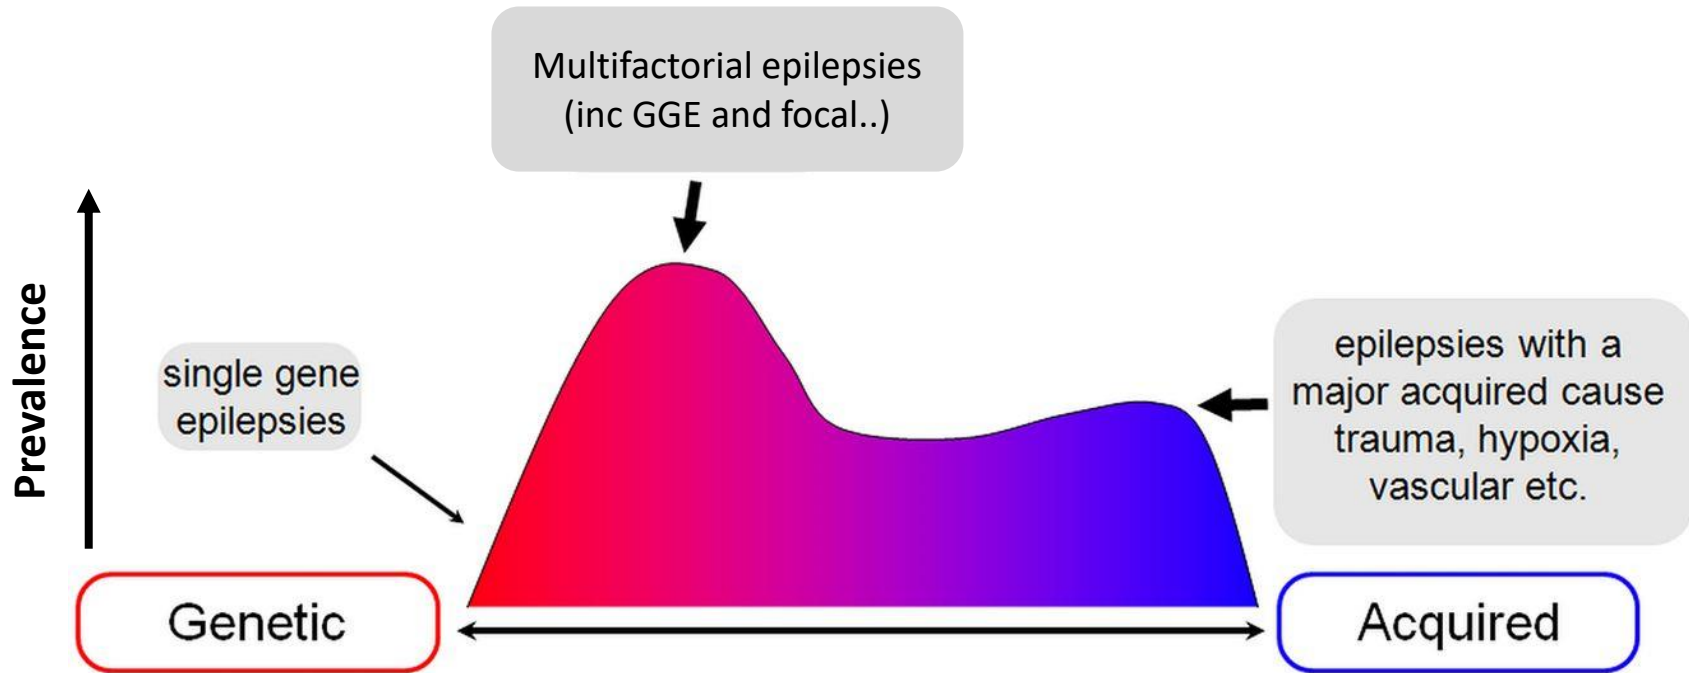 Multifactorial epilepsies
(inc GGE and focal..)
Prevalence
single gene
epilepsies
epilepsies with a
major acquired cause
trauma, hypoxia,
vascular etc.
Genetic
Acquired